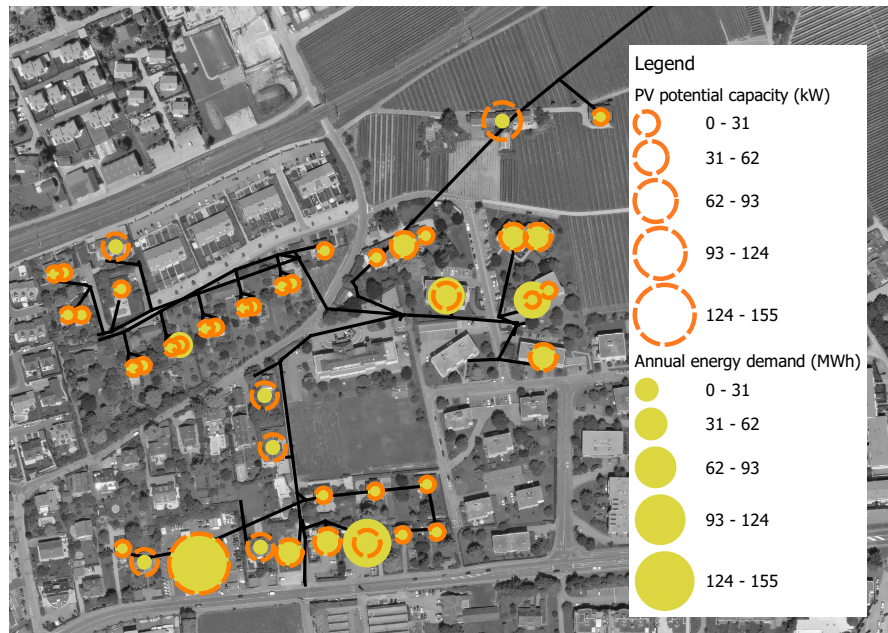 Legend
PV potential capacity (kW)
0 - 31
31 - 62
62 - 93
93 - 124
124 - 155
Annual energy demand (MWh)
0 - 31
31 - 62
62 - 93
93 - 124
124 - 155